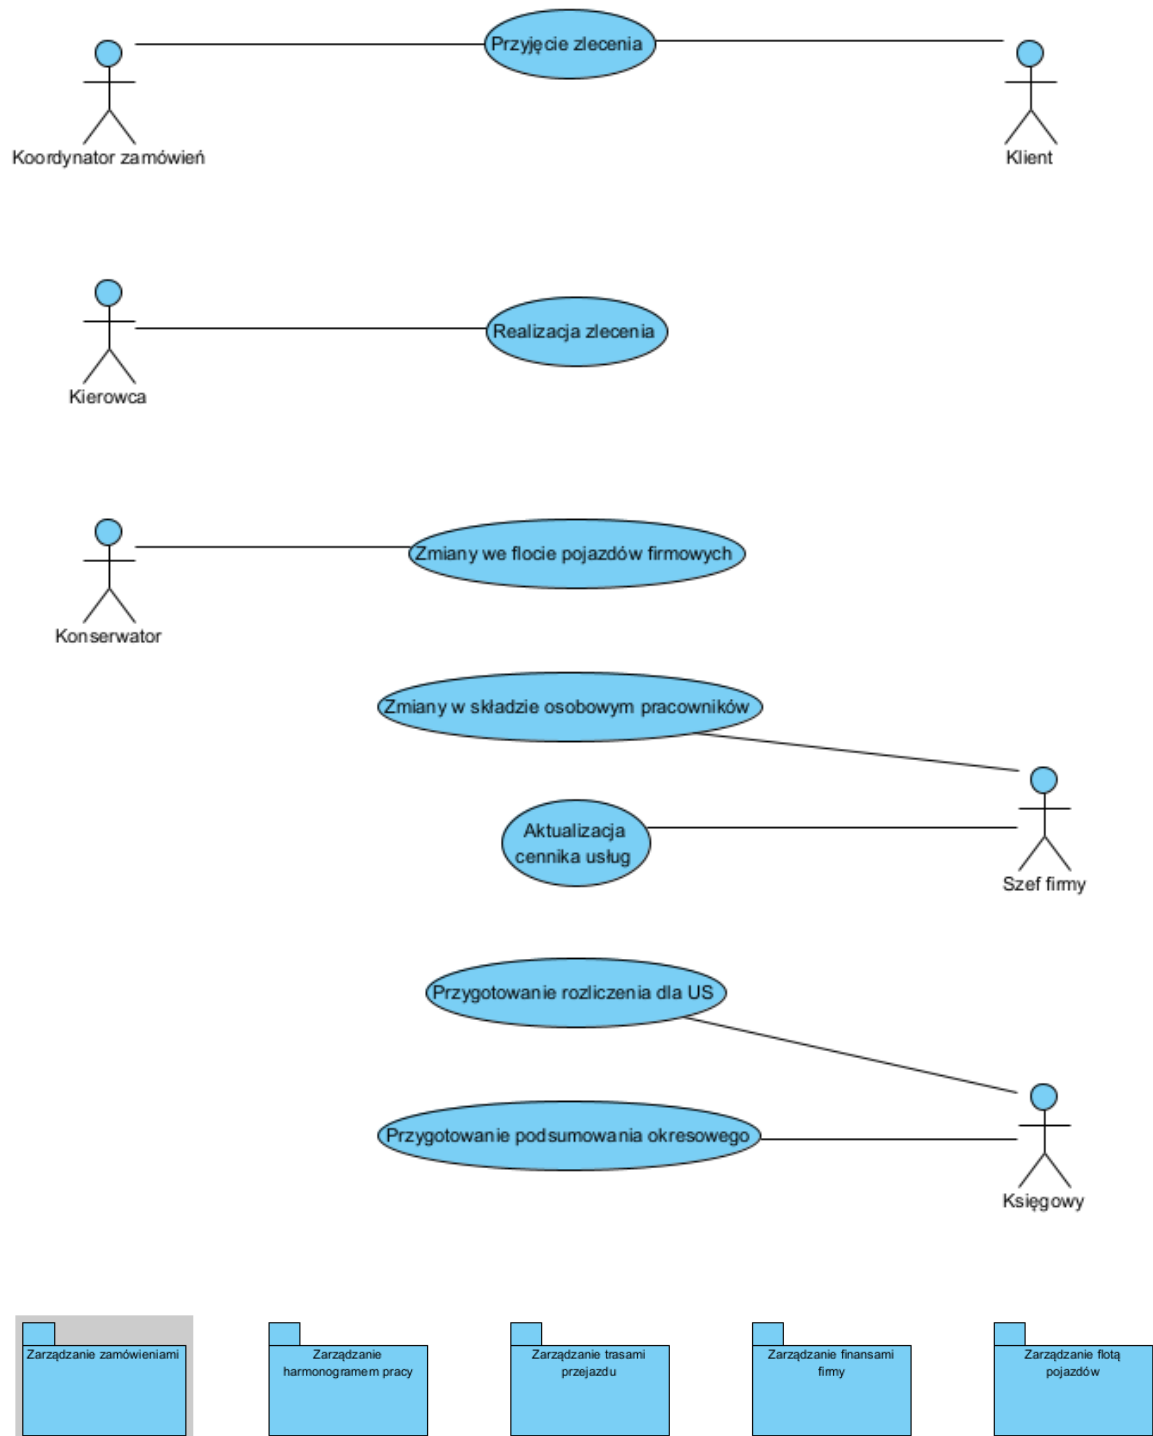 Przyjęcie zlecenia
Koordynator zamówień
Klient
Realizacja zlecenia
Kierowca
Zmiany we flocie pojazdów firmowych
Konserwator
Zmiany w składzie osobowym pracowników
Aktualizacja
cennika usług
Szef firmy
Przygotowanie rozliczenia dla US
Przygotowanie podsumowania okresowego
Księgowy
Zarządzanie zamówieniami
Zarządzanie
harmonogramem pracy
Zarządzanie trasami
przejazdu
Zarządzanie finansami
firmy
Zarządzanie flotą
pojazdów